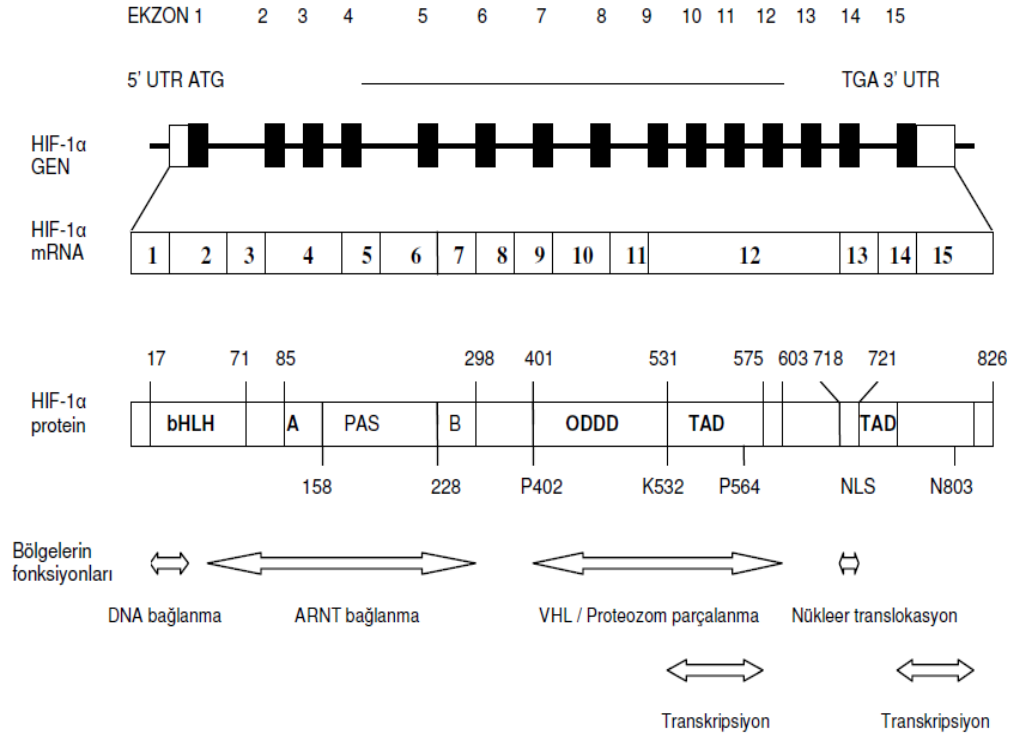 EKZON 1 2 3 4 5 6 7 8 9 10 11 12 13 14 15
5' UTR ATG TGA 3' UTR
HIF-1α
GEN
HIF-1α
mRNA
1 2 3 4 5 6 7 8 9 10 11 12 13 14 15
17 71 85 298 401 531 575 603 718 721 826
HIF-1α
protein
bHLH A PAS B ODDD TAD TAD
158 228 P402 K532 P564 NLS N803
Bölgelerin
fonksiyonları
DNA bağlanma ARNT bağlanma VHL / Proteozom parçalanma Nükleer translokasyon
Transkripsiyon Transkripsiyon